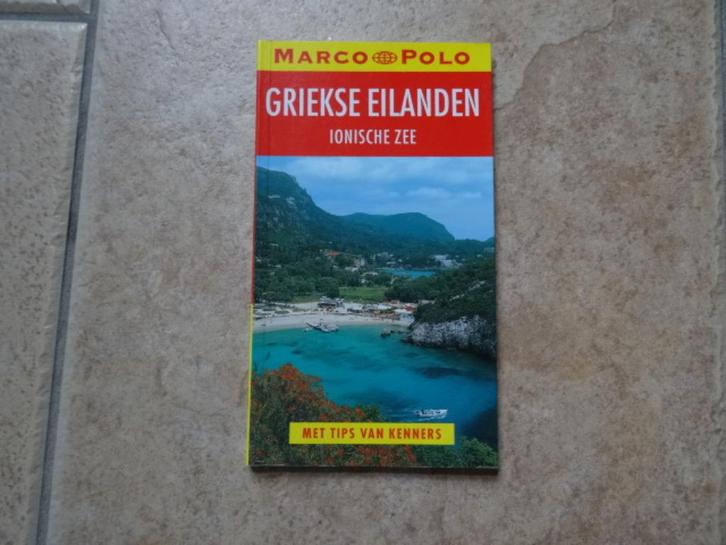 MARCO POLO
GRIEKSE EILANDEN
IONISCHE ZEE
MET TIPS VAN KENNERS